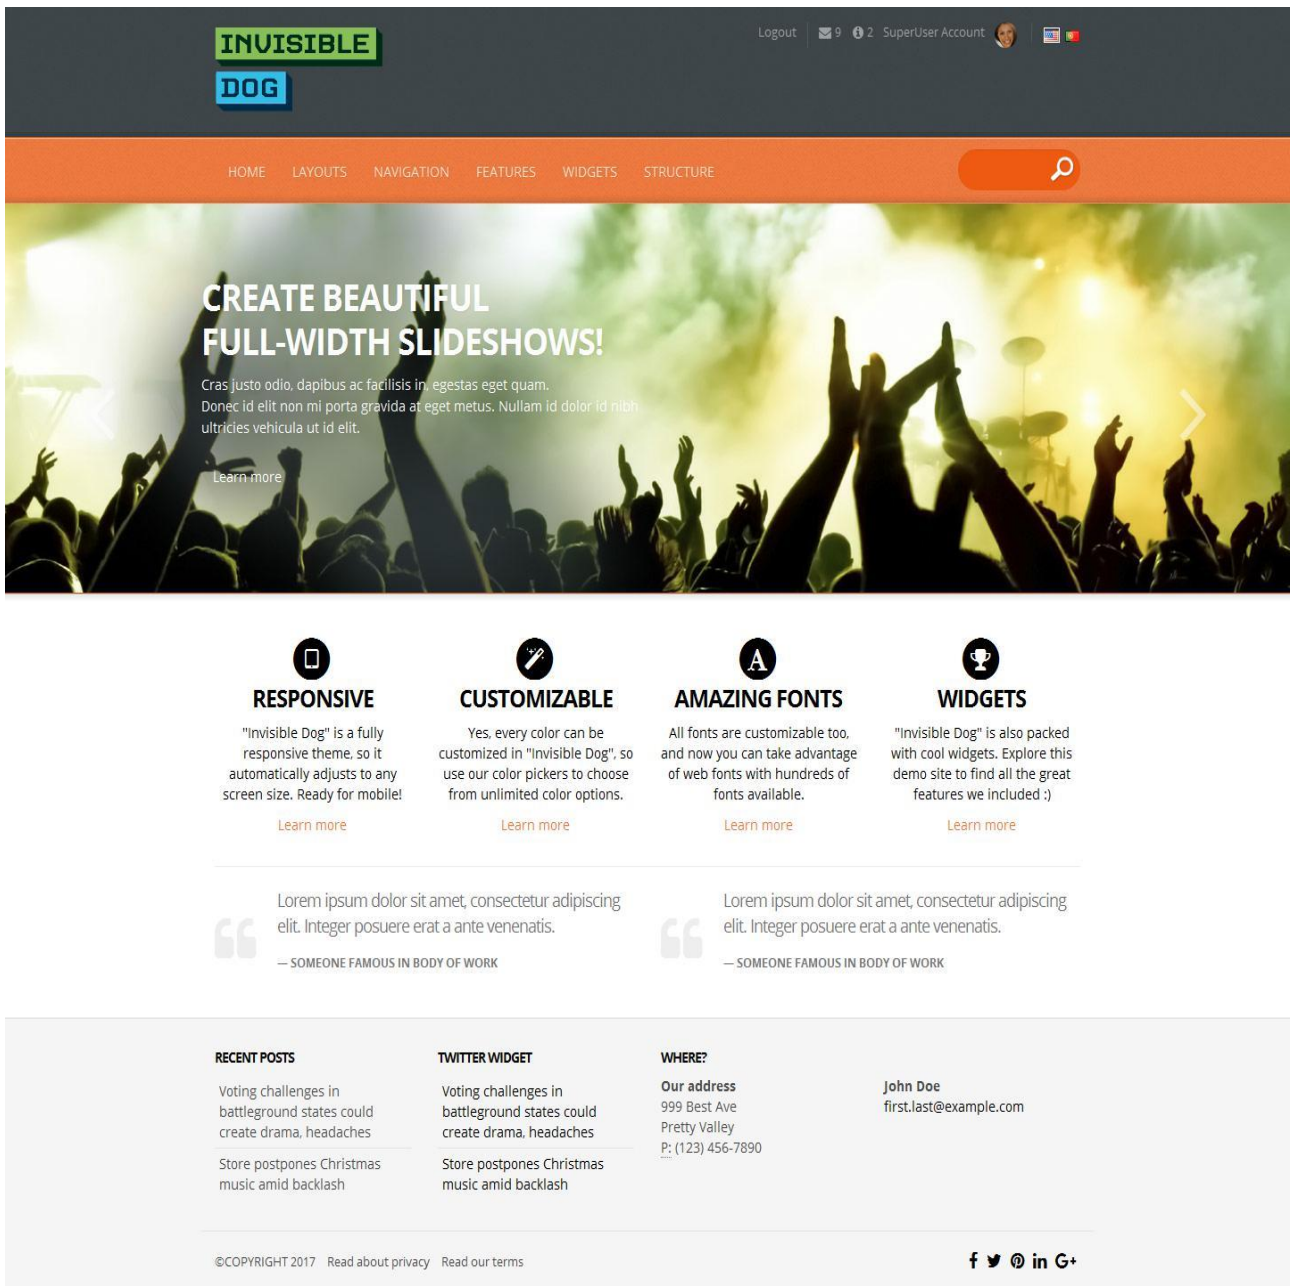 INVISIBLE
DOG
Logout 9 2 SuperUser Account
HOME LAYOUTS NAVIGATION FEATURES WIDGETS STRUCTURE
CREATE BEAUTIFUL
FULL-WIDTH SLIDESHOWS!
Cras justo odio, dapibus ac facilisis in, egestas eget quam.
Donec id elit non mi porta gravida at eget metus. Nullam id dolor id nibh
ultricies vehicula ut id elit.
Learn more
RESPONSIVE
"Invisible Dog" is a fully
responsive theme, so it
automatically adjusts to any
screen size. Ready for mobile!
Learn more
CUSTOMIZABLE
Yes, every color can be
customized in "Invisible Dog", so
use our color pickers to choose
from unlimited color options.
Learn more
A
AMAZING FONTS
All fonts are customizable too,
and now you can take advantage
of web fonts with hundreds of
fonts available.
Learn more
WIDGETS
"Invisible Dog" is also packed
with cool widgets. Explore this
demo site to find all the great
features we included :)
Learn more
Lorem ipsum dolor sit amet, consectetur adipiscing
elit. Integer posuere erat a ante venenatis.
— SOMEONE FAMOUS IN BODY OF WORK
Lorem ipsum dolor sit amet, consectetur adipiscing
elit. Integer posuere erat a ante venenatis.
— SOMEONE FAMOUS IN BODY OF WORK
RECENT POSTS
Voting challenges in
battleground states could
create drama, headaches
Store postpones Christmas
music amid backlash
TWITTER WIDGET
Voting challenges in
battleground states could
create drama, headaches
Store postpones Christmas
music amid backlash
WHERE?
Our address
999 Best Ave
Pretty Valley
P: (123) 456-7890
John Doe
first.last@example.com
©COPYRIGHT 2017 Read about privacy Read our terms